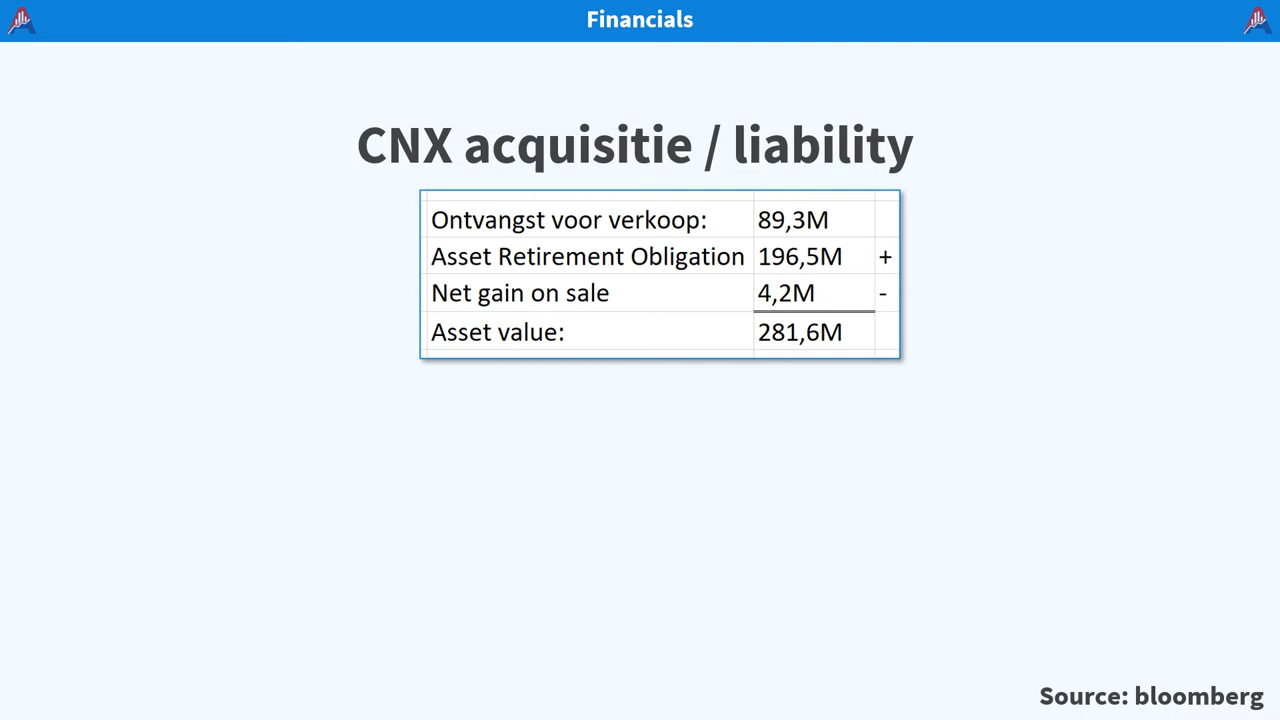 Financials
CNX acquisitie / liability
Ontvangst voor verkoop: 89,3M
Asset Retirement Obligation 196,5M +
Net gain on sale 4,2M -
Asset value: 281,6M
Source: bloomberg